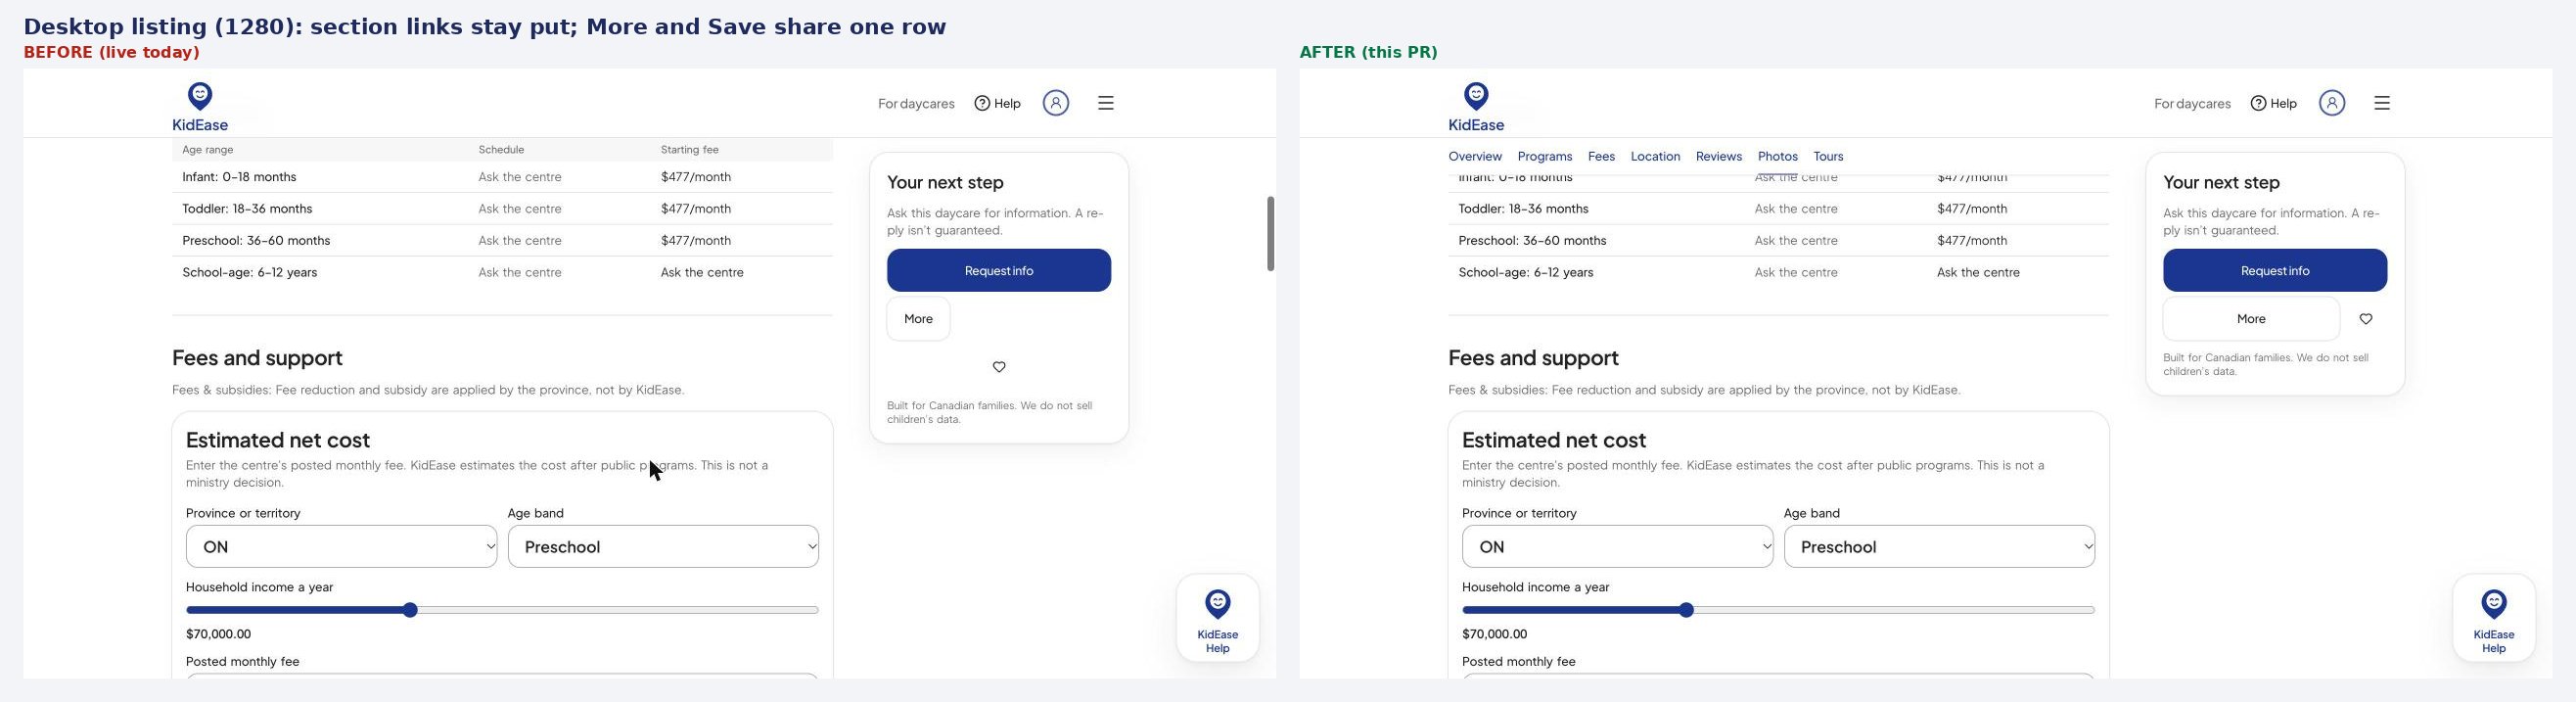 Desktop listing (1280): section links stay put; More and Save share one row
BEFORE (live today)
KidEase
For daycares
Help
Age range Schedule Starting fee
Infant: 0–18 months Ask the centre $477/month
Toddler: 18–36 months Ask the centre $477/month
Preschool: 36–60 months Ask the centre $477/month
School-age: 6–12 years Ask the centre Ask the centre
Fees and support
Fees & subsidies: Fee reduction and subsidy are applied by the province, not by KidEase.
Estimated net cost
Enter the centre's posted monthly fee. KidEase estimates the cost after public programs. This is not a
ministry decision.
Province or territory Age band
ON Preschool
Household income a year
$70,000.00
Posted monthly fee
Your next step
Ask this daycare for information. A re-
ply isn't guaranteed.
Request info
More
Built for Canadian families. We do not sell
children's data.
KidEase
Help
AFTER (this PR)
KidEase
For daycares
Help
Overview Programs Fees Location Reviews Photos Tours
Infant: 0–18 months Ask the centre $477/month
Toddler: 18–36 months Ask the centre $477/month
Preschool: 36–60 months Ask the centre $477/month
School-age: 6–12 years Ask the centre Ask the centre
Fees and support
Fees & subsidies: Fee reduction and subsidy are applied by the province, not by KidEase.
Estimated net cost
Enter the centre's posted monthly fee. KidEase estimates the cost after public programs. This is not a
ministry decision.
Province or territory Age band
ON Preschool
Household income a year
$70,000.00
Posted monthly fee
Your next step
Ask this daycare for information. A re-
ply isn't guaranteed.
Request info
More
Built for Canadian families. We do not sell
children's data.
KidEase
Help